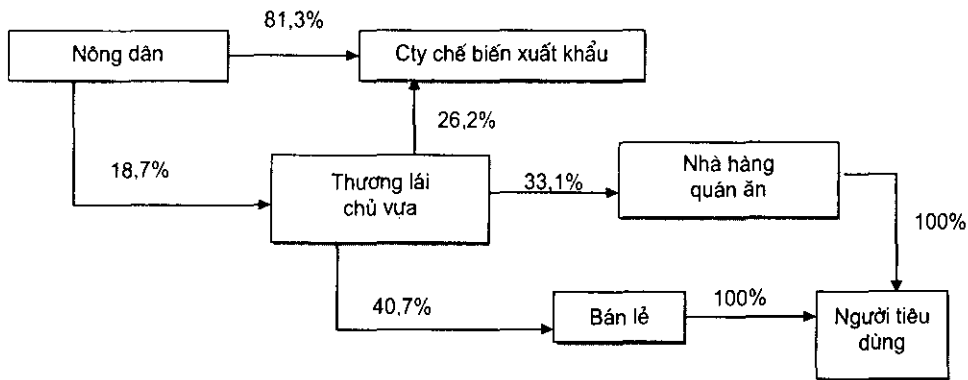 81,3%
Nông dân
Cty chế biến xuất khẩu
26,2%
18,7%
Thương lái
chủ vựa
33,1%
Nhà hàng
quán ăn
100%
40,7%
Bán lẻ
100%
Người tiêu
dùng